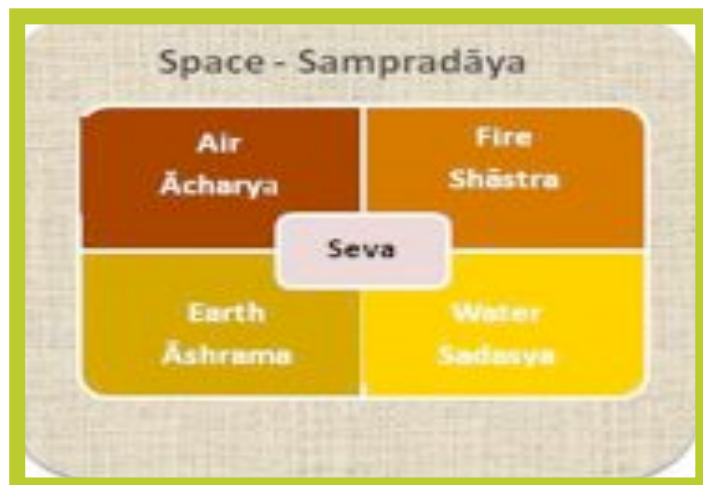 Space - Sampradāya
Air
Ācharya
Fire
Shāstra
Seva
Earth
Āshrama
Water
Sadasya